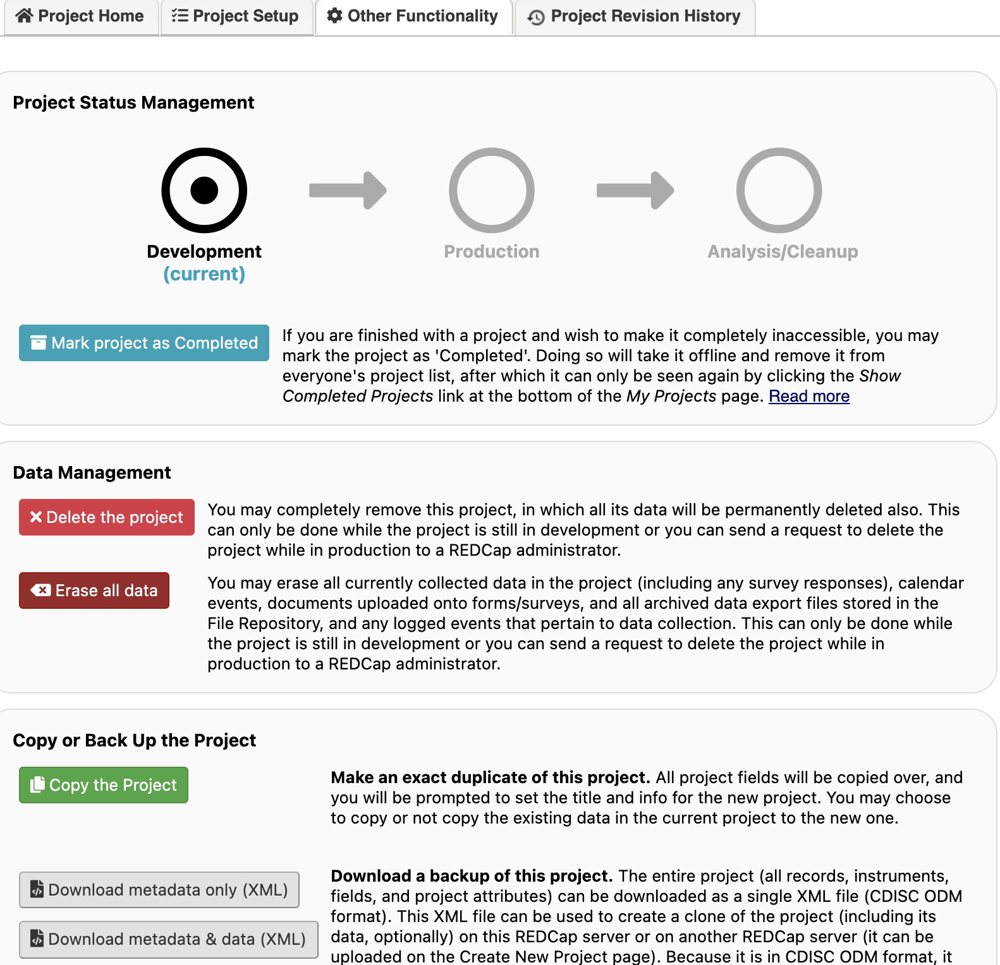 Project Home Project Setup Other Functionality Project Revision History
Project Status Management
Development Production Analysis/Cleanup
(current)
Mark project as Completed
If you are finished with a project and wish to make it completely inaccessible, you may
mark the project as 'Completed'. Doing so will take it offline and remove it from
everyone's project list, after which it can only be seen again by clicking the Show
Completed Projects link at the bottom of the My Projects page. Read more
Data Management
Delete the project
You may completely remove this project, in which all its data will be permanently deleted also. This
can only be done while the project is still in development or you can send a request to delete the
project while in production to a REDCap administrator.
Erase all data
You may erase all currently collected data in the project (including any survey responses), calendar
events, documents uploaded onto forms/surveys, and all archived data export files stored in the
File Repository, and any logged events that pertain to data collection. This can only be done while
the project is still in development or you can send a request to delete the project while in
production to a REDCap administrator.
Copy or Back Up the Project
Copy the Project
Make an exact duplicate of this project. All project fields will be copied over, and
you will be prompted to set the title and info for the new project. You may choose
to copy or not copy the existing data in the current project to the new one.
Download metadata only (XML)
Download metadata & data (XML)
Download a backup of this project. The entire project (all records, instruments,
fields, and project attributes) can be downloaded as a single XML file (CDISC ODM
format). This XML file can be used to create a clone of the project (including its
data, optionally) on this REDCap server or on another REDCap server (it can be
uploaded on the Create New Project page). Because it is in CDISC ODM format, it